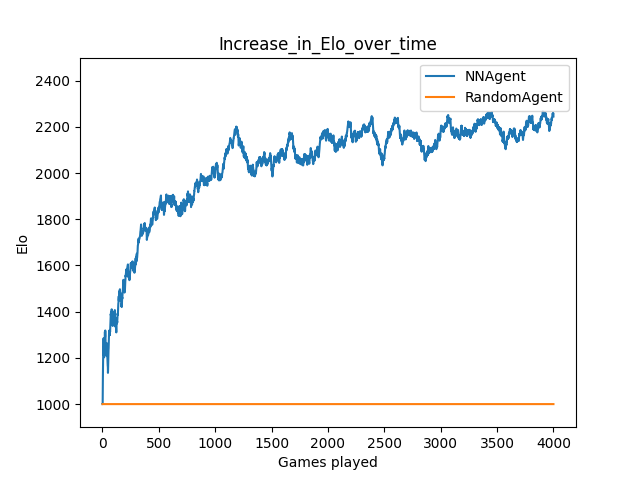 Increase_in_Elo_over_time
NNAgent
RandomAgent
2400
2200
2000
1800
1600
1400
1200
1000
Elo
0 500 1000 1500 2000 2500 3000 3500 4000
Games played